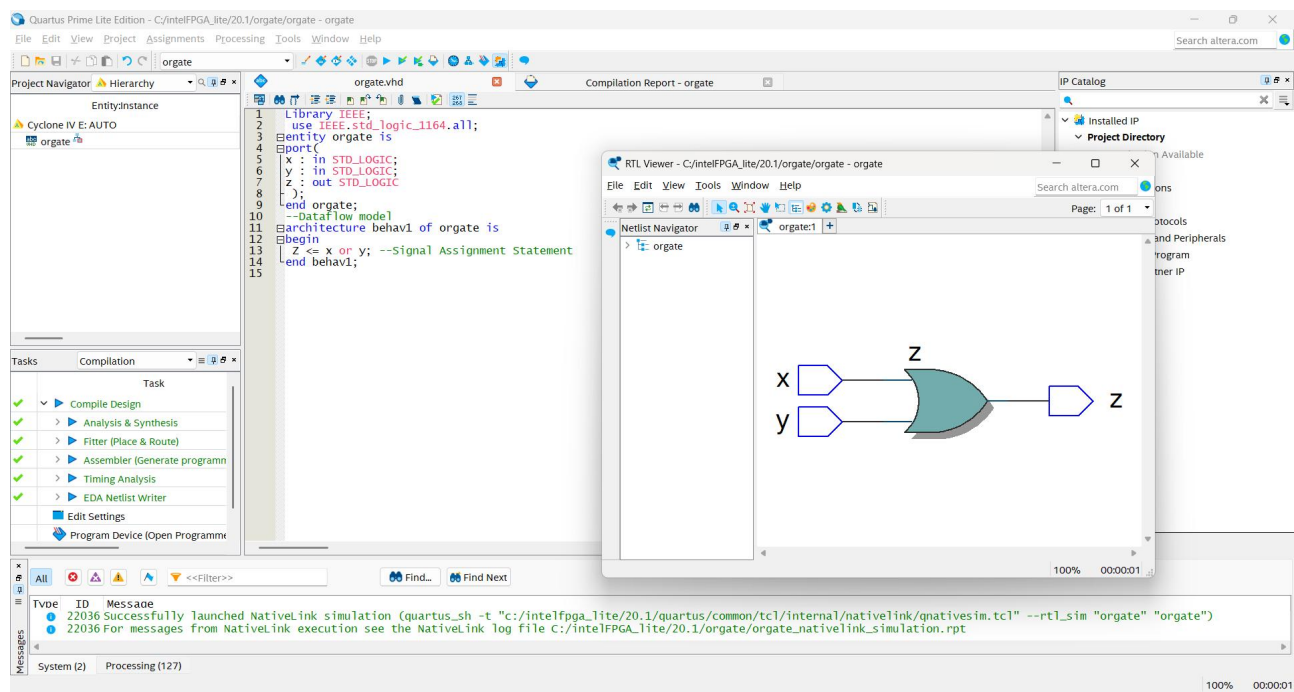 Quartus Prime Lite Edition - C:/intelFPGA_lite/20.1/orgate/orgate - orgate
File Edit View Project Assignments Processing Tools Window Help
Search altera.com
orgate
Project Navigator Hierarchy
Entity:Instance
Cyclone IV E: AUTO
orgate
orgate.vhd
Compilation Report - orgate
1 Library IEEE;
2 use IEEE.std_logic_1164.all;
3 entity orgate is
4 port(
5 x : in STD_LOGIC;
6 y : in STD_LOGIC;
7 z : out STD_LOGIC
8 );
9 end orgate;
10 --Dataflow model
11 architecture behav1 of orgate is
12 begin
13 Z <= x or y; --Signal Assignment Statement
14 end behav1;
15
IP Catalog
Installed IP
Project Directory
Available
ons
otocols
and Peripherals
rogram
tner IP
RTL Viewer - C:/intelFPGA_lite/20.1/orgate/orgate - orgate
File Edit View Tools Window Help
Search altera.com
Page: 1 of 1
Netlist Navigator
orgate
orgate:1
z
x
y
z
100% 00:00:01
Tasks Compilation
Task
Compile Design
Analysis & Synthesis
Fitter (Place & Route)
Assembler (Generate programm
Timing Analysis
EDA Netlist Writer
Edit Settings
Program Device (Open Programme
All <<Filter>> Find... Find Next
Type ID Message
22036 Successfully launched NativeLink simulation (quartus_sh -t "c:/intelfpga_lite/20.1/quartus/common/tcl/internal/nativelink/qnativesim.tcl" --rtl_sim "orgate" "orgate")
22036 For messages from NativeLink execution see the NativeLink log file C:/intelFPGA_lite/20.1/orgate/orgate_nativelink_simulation.rpt
Messages
System (2) Processing (127)
100% 00:00:01